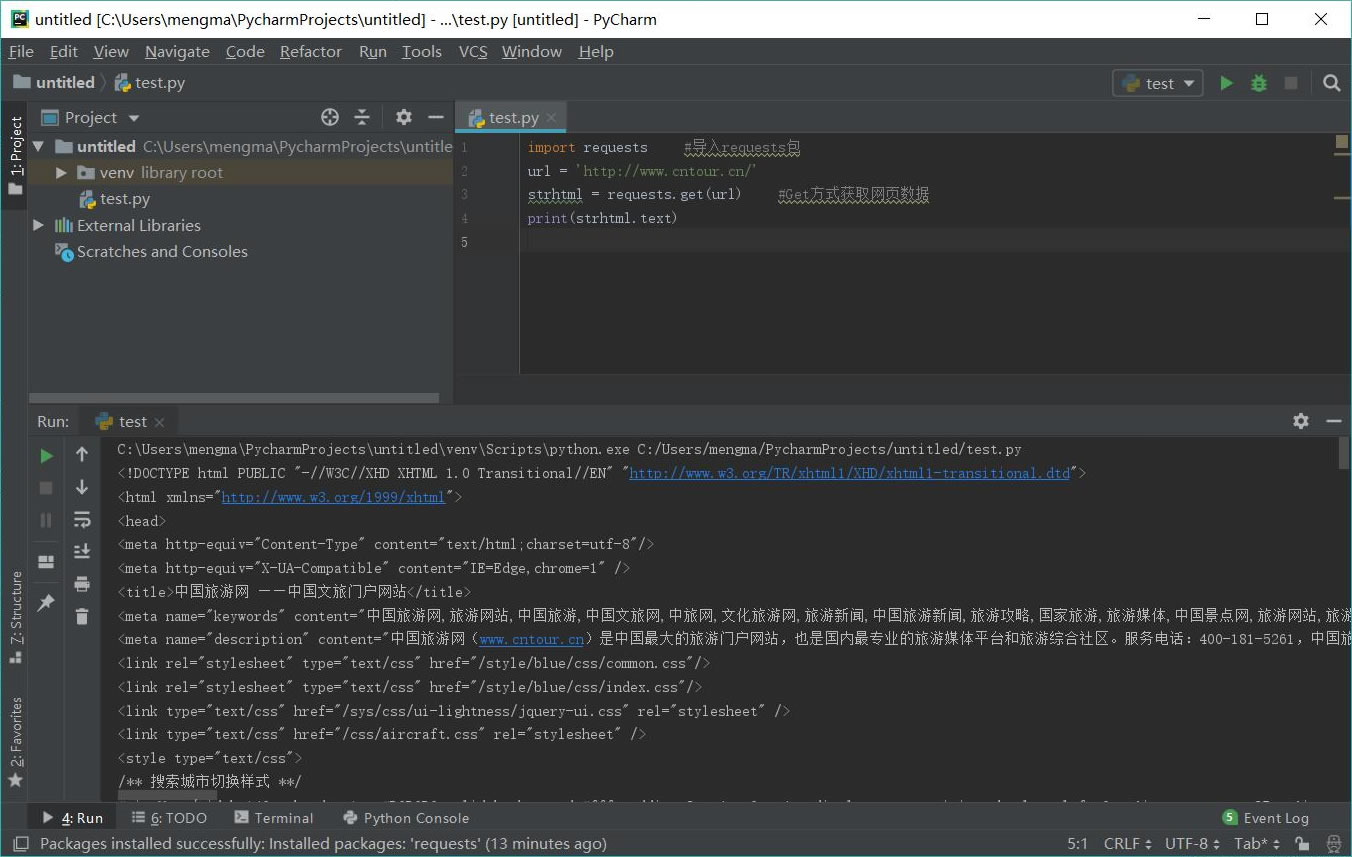 untitled [C:\Users\mengma\PycharmProjects\untitled] - ...\test.py [untitled] - PyCharm
File Edit View Navigate Code Refactor Run Tools VCS Window Help
untitled test.py
test
1: Project
Project
untitled C:\Users\mengma\PycharmProjects\untitle
venv library root
test.py
External Libraries
Scratches and Consoles
test.py
1 import requests #导入requests包
2 url = 'http://www.cntour.cn/'
3 strhtml = requests.get(url) #Get方式获取网页数据
4 print(strhtml.text)
5
Run: test
C:\Users\mengma\PycharmProjects\untitled\venv\Scripts\python.exe C:/Users/mengma/PycharmProjects/untitled/test.py
<!DOCTYPE html PUBLIC "-//W3C//XHD XHTML 1.0 Transitional//EN" "http://www.w3.org/TR/xhtml1/XHD/xhtml1-transitional.dtd">
<html xmlns="http://www.w3.org/1999/xhtml">
<head>
<meta http-equiv="Content-Type" content="text/html;charset=utf-8"/>
<meta http-equiv="X-UA-Compatible" content="IE=Edge,chrome=1" />
<title>中国旅游网 ——中国文旅门户网站</title>
<meta name="keywords" content="中国旅游网,旅游网站,中国旅游,中国文旅网,中旅网,文化旅游网,旅游新闻,中国旅游新闻,旅游攻略,国家旅游,旅游媒体,中国景点网,旅游网站,旅游
<meta name="description" content="中国旅游网（www.cntour.cn）是中国最大的旅游门户网站，也是国内最专业的旅游媒体平台和旅游综合社区。服务电话：400-181-5261，中国旅
<link rel="stylesheet" type="text/css" href="/style/blue/css/common.css"/>
<link rel="stylesheet" type="text/css" href="/style/blue/css/index.css"/>
<link type="text/css" href="/sys/css/ui-lightness/jquery-ui.css" rel="stylesheet" />
<link type="text/css" href="/css/aircraft.css" rel="stylesheet" />
<style type="text/css">
/** 搜索城市切换样式 **/
7: Structure
2: Favorites
4: Run 6: TODO Terminal Python Console 5 Event Log
Packages installed successfully: Installed packages: 'requests' (13 minutes ago) 5:1 CRLF UTF-8 Tab*